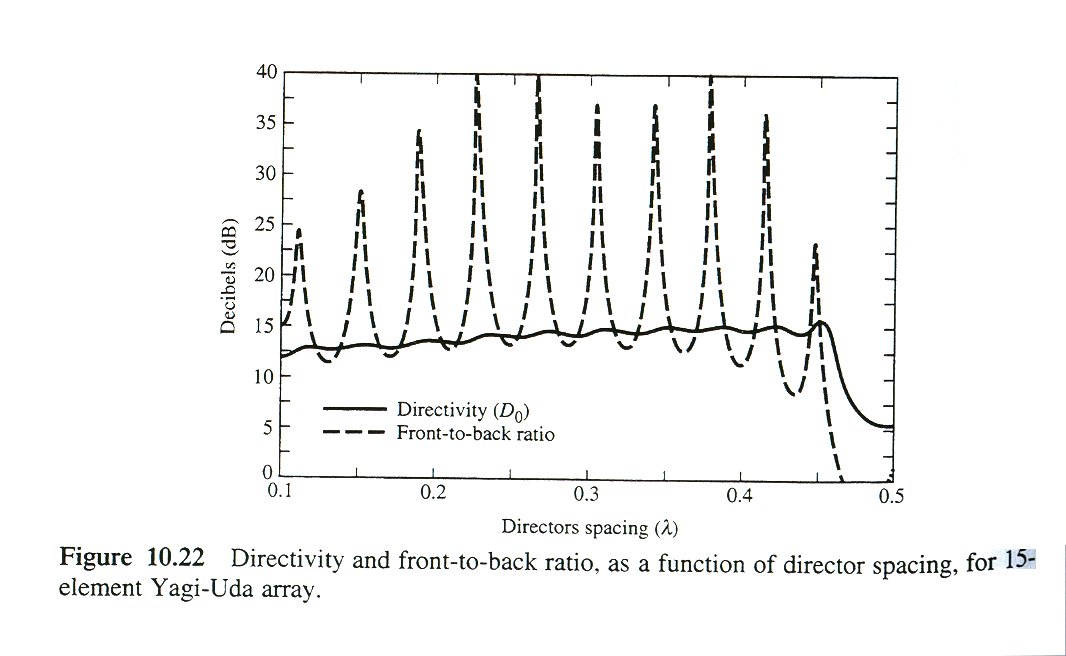 40
35
30
25
20
15
10
5
0
Decibels (dB)
Directivity (D₀)
Front-to-back ratio
0.1 0.2 0.3 0.4 0.5
Directors spacing (λ)
Figure 10.22 Directivity and front-to-back ratio, as a function of director spacing, for 15-
element Yagi-Uda array.